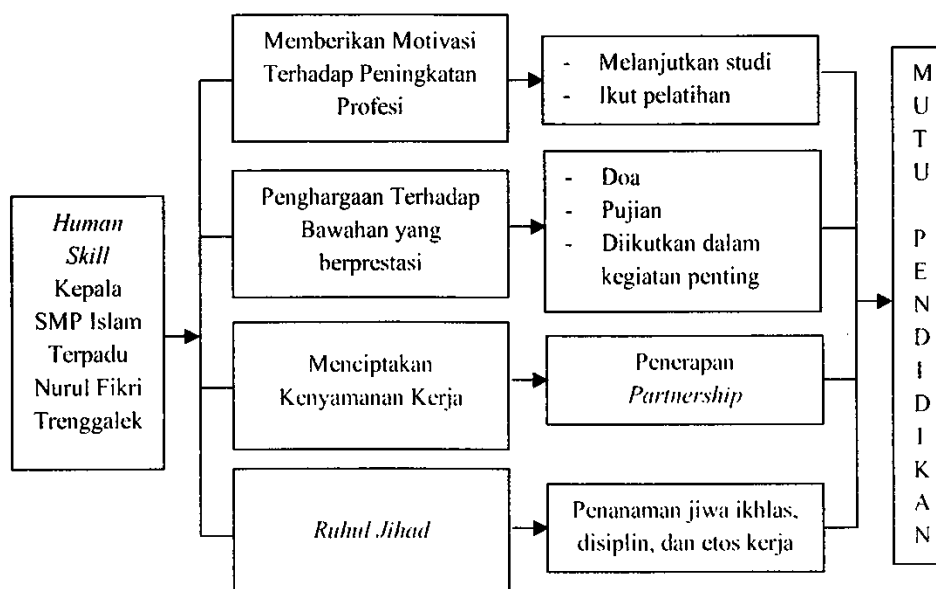 Human
Skill
Kepala
SMP Islam
Terpadu
Nurul Fikri
Trenggalek
Memberikan Motivasi
Terhadap Peningkatan
Profesi
- Melanjutkan studi
- Ikut pelatihan
Penghargaan Terhadap
Bawahan yang
berprestasi
- Doa
- Pujian
- Diikutkan dalam
kegiatan penting
Menciptakan
Kenyamanan Kerja
Penerapan
Partnership
Ruhul Jihad
Penanaman jiwa ikhlas,
disiplin, dan etos kerja
M
U
T
U
P
E
N
D
I
D
I
K
A
N